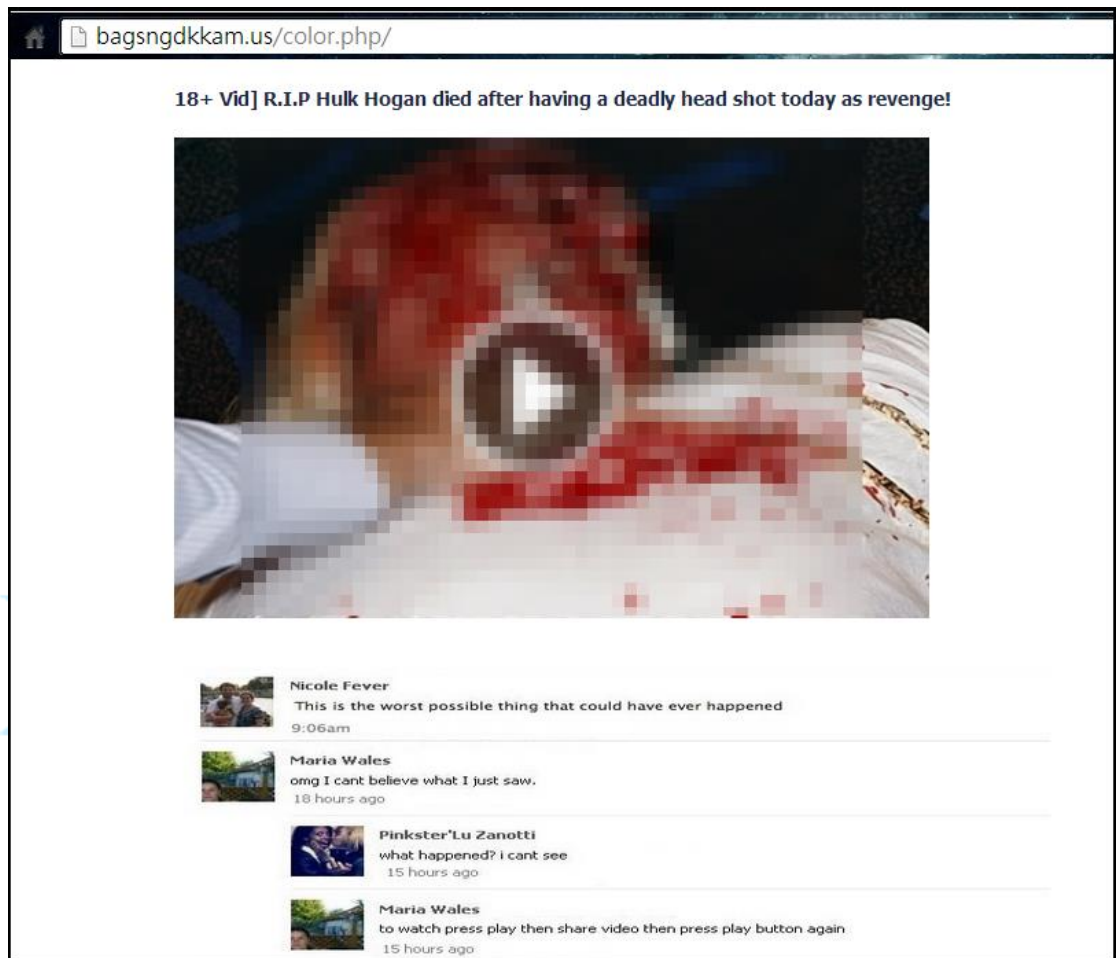 bagsngdkkam.us/color.php/
18+ Vid] R.I.P Hulk Hogan died after having a deadly head shot today as revenge!
Nicole Fever
This is the worst possible thing that could have ever happened
9:06am
Maria Wales
omg I cant believe what I just saw.
18 hours ago
Pinkster'Lu Zanotti
what happened? i cant see
15 hours ago
Maria Wales
to watch press play then share video then press play button again
15 hours ago